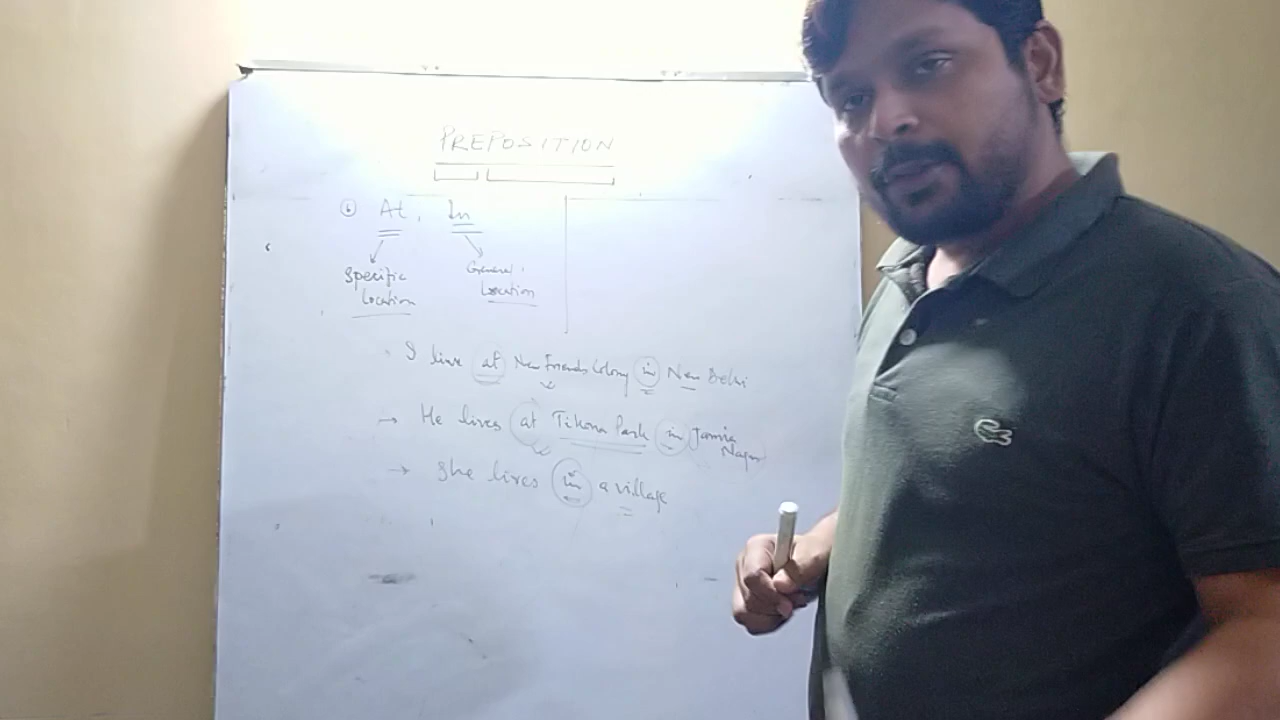 PREPOSITION
6 At, In
Specific Location
General Location
I live at New Friends Colony in New Delhi
→ He lives at Tikona Park in Jamia Nagar
→ She lives in a village